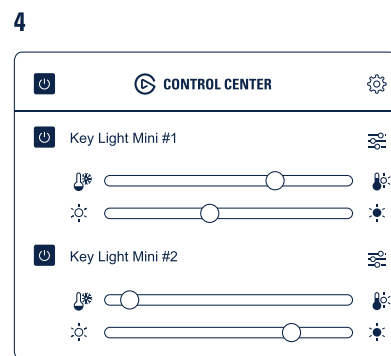 4
CONTROL CENTER
Key Light Mini #1
Key Light Mini #2